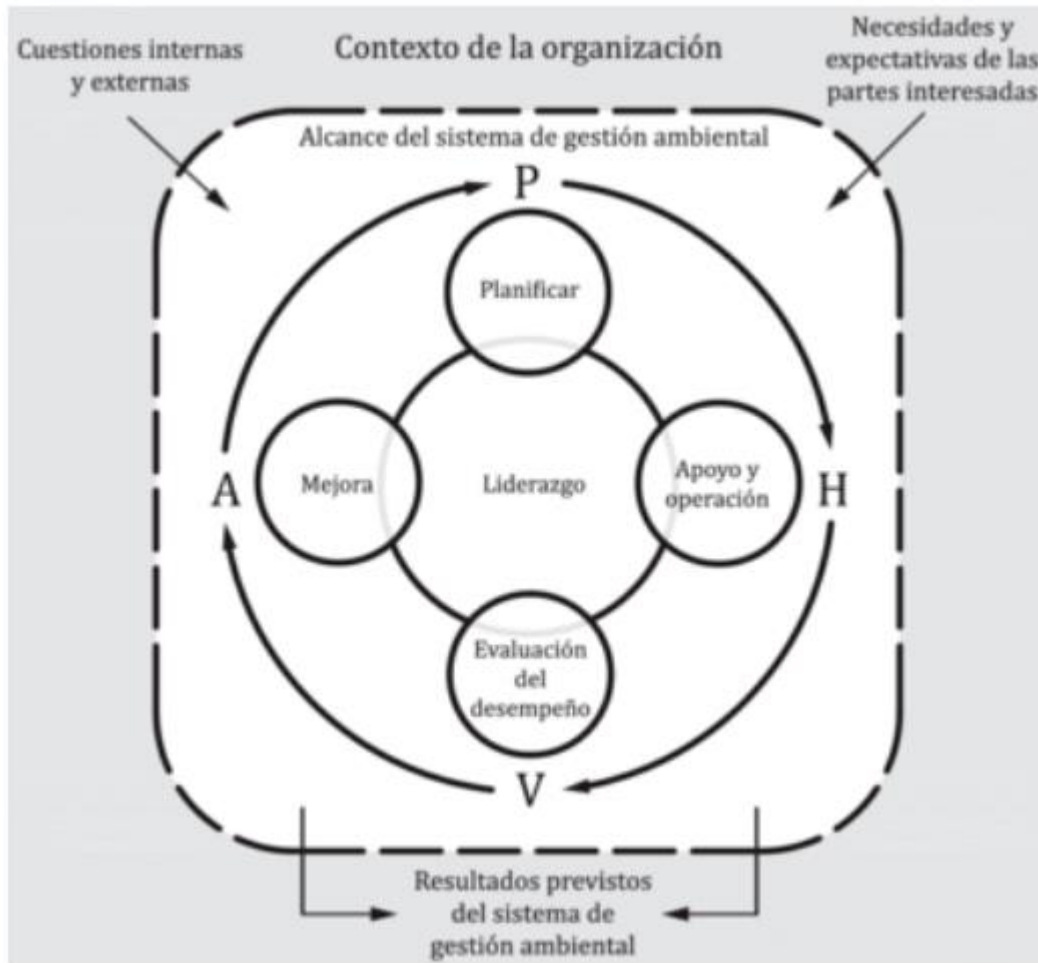 Cuestiones internas
y externas
Contexto de la organización
Necesidades y
expectativas de las
partes interesadas
Alcance del sistema de gestión ambiental
P
Planificar
A
Mejora
Liderazgo
Apoyo y
operación
H
Evaluación
del
desempeño
V
Resultados previstos
del sistema de
gestión ambiental